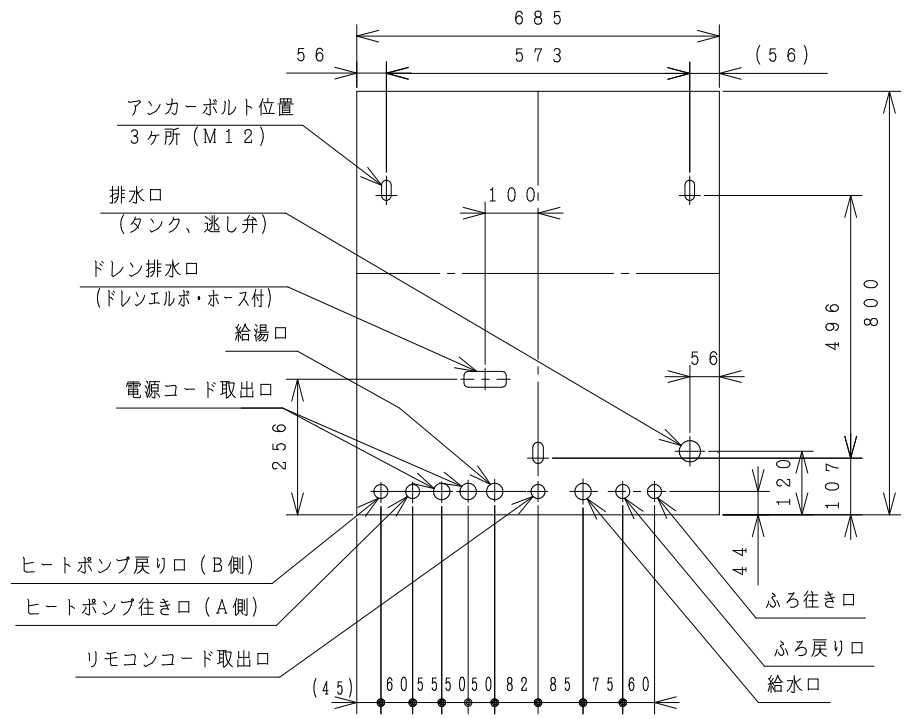 685
56
573
(56)
アンカーボルト位置
3ヶ所(M12)
100
排水口
(タンク、逃し弁)
ドレン排水口
(ドレンエルボ・ホース付)
給湯口
電源コード取出口
256
56
496
800
120
107
44
ヒートポンプ戻り口(B側)
ヒートポンプ往き口(A側)
リモコンコード取出口
ふろ往き口
ふろ戻り口
給水口
(45)
60
55
50
50
82
85
75
60